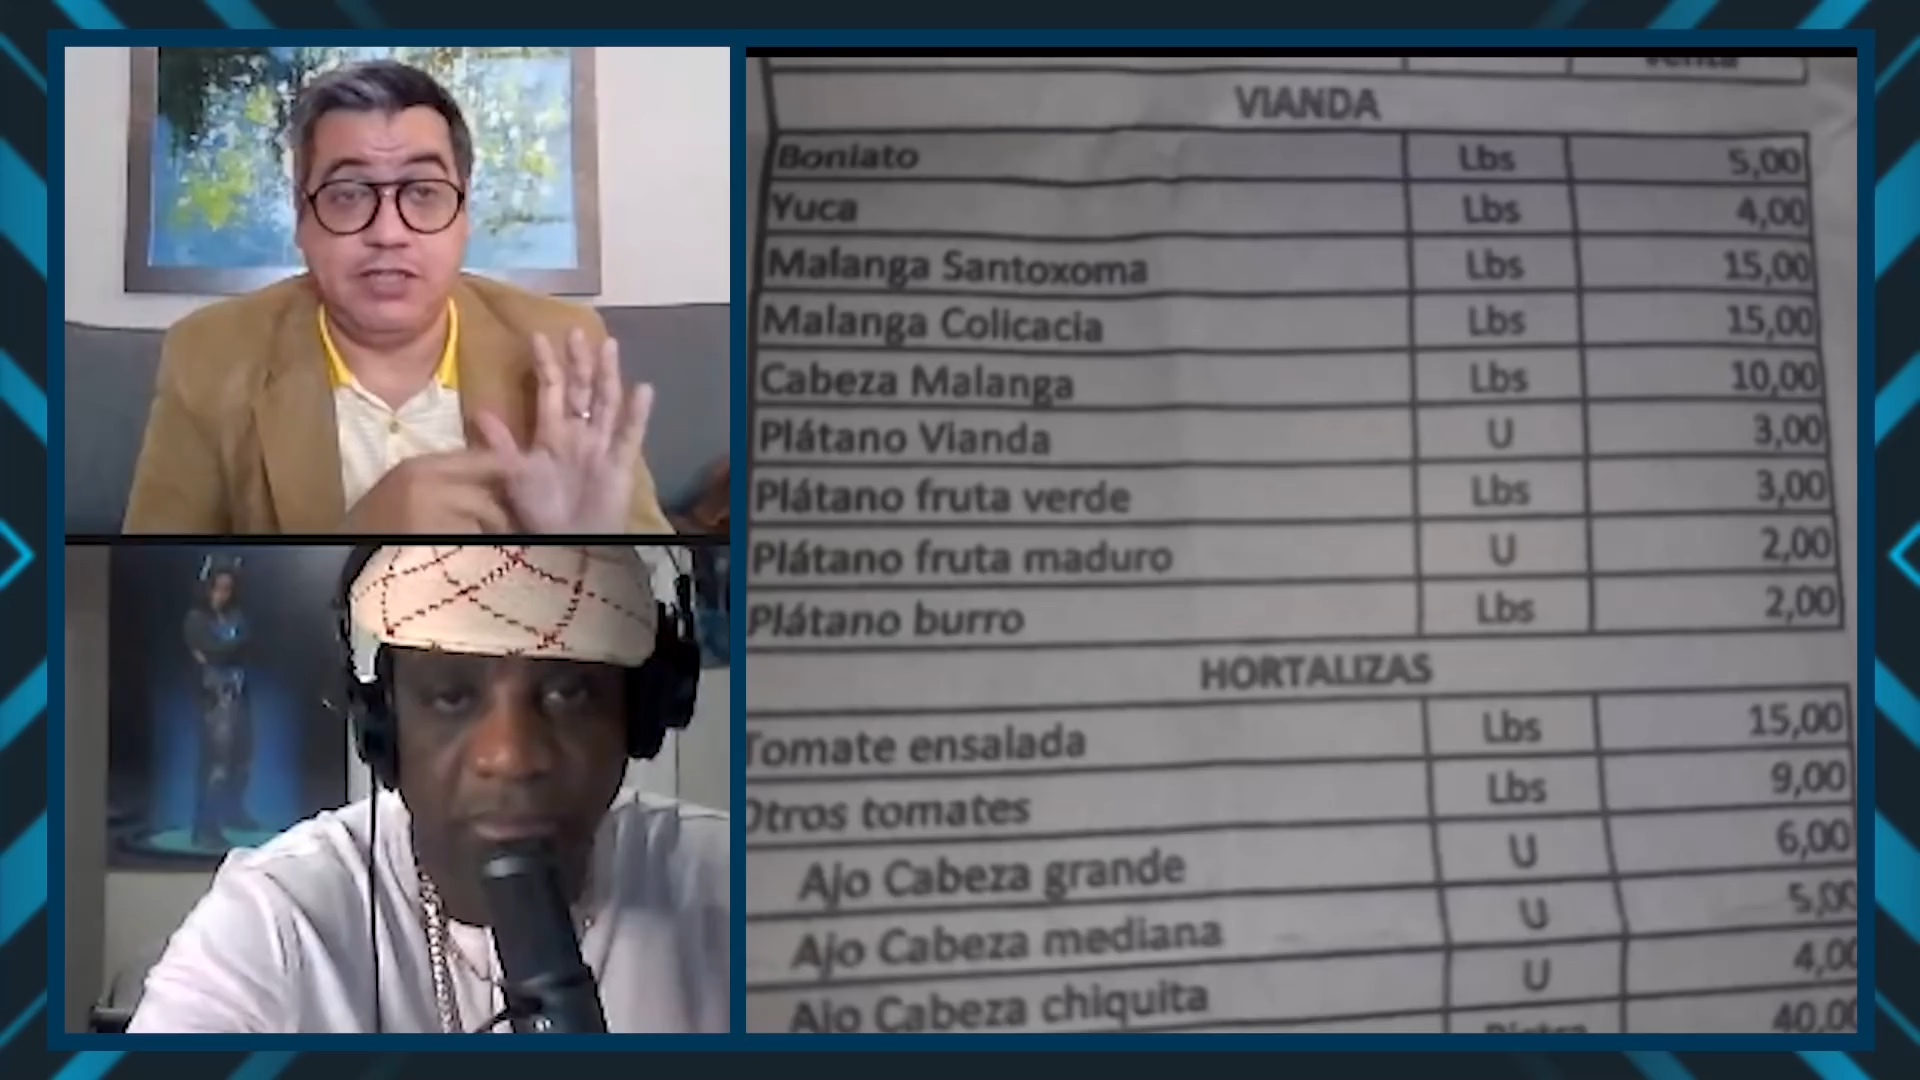 venta
VIANDA
Boniato Lbs 5,00
Yuca Lbs 4,00
Malanga Santoxoma Lbs 15,00
Malanga Colicacia Lbs 15,00
Cabeza Malanga Lbs 10,00
Plátano Vianda U 3,00
Plátano fruta verde Lbs 3,00
Plátano fruta maduro U 2,00
Plátano burro Lbs 2,00
HORTALIZAS
Tomate ensalada Lbs 15,00
Otros tomates Lbs 9,00
Ajo Cabeza grande U 6,00
Ajo Cabeza mediana U 5,00
Ajo Cabeza chiquita U 4,00
40,00